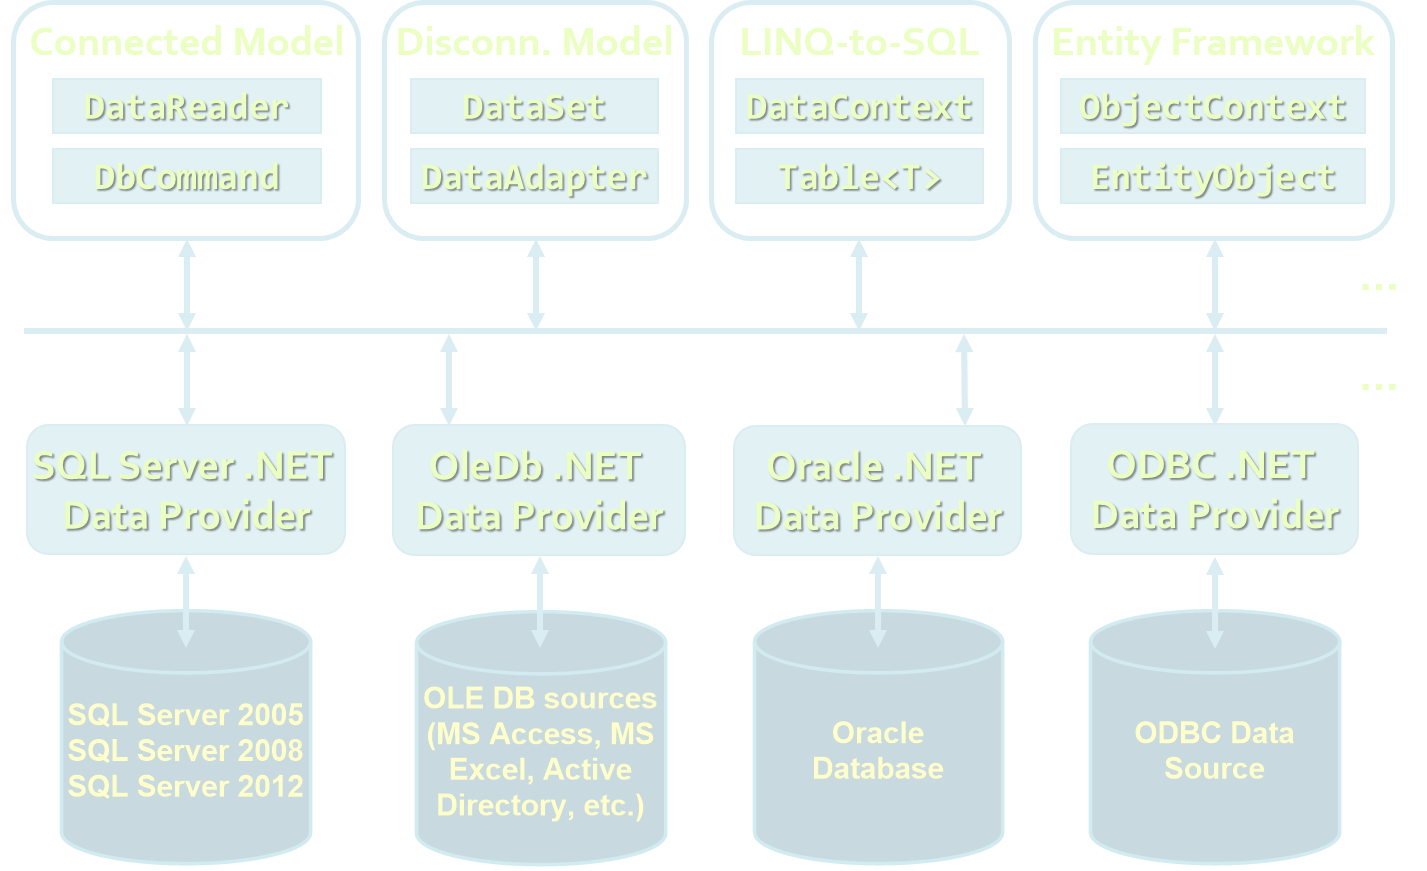 Connected Model
DataReader
DbCommand
Disconn. Model
DataSet
DataAdapter
LINQ-to-SQL
DataContext
Table<T>
Entity Framework
ObjectContext
EntityObject
…
…
SQL Server .NET
Data Provider
OleDb .NET
Data Provider
Oracle .NET
Data Provider
ODBC .NET
Data Provider
SQL Server 2005
SQL Server 2008
SQL Server 2012
OLE DB sources
(MS Access, MS
Excel, Active
Directory, etc.)
Oracle
Database
ODBC Data
Source